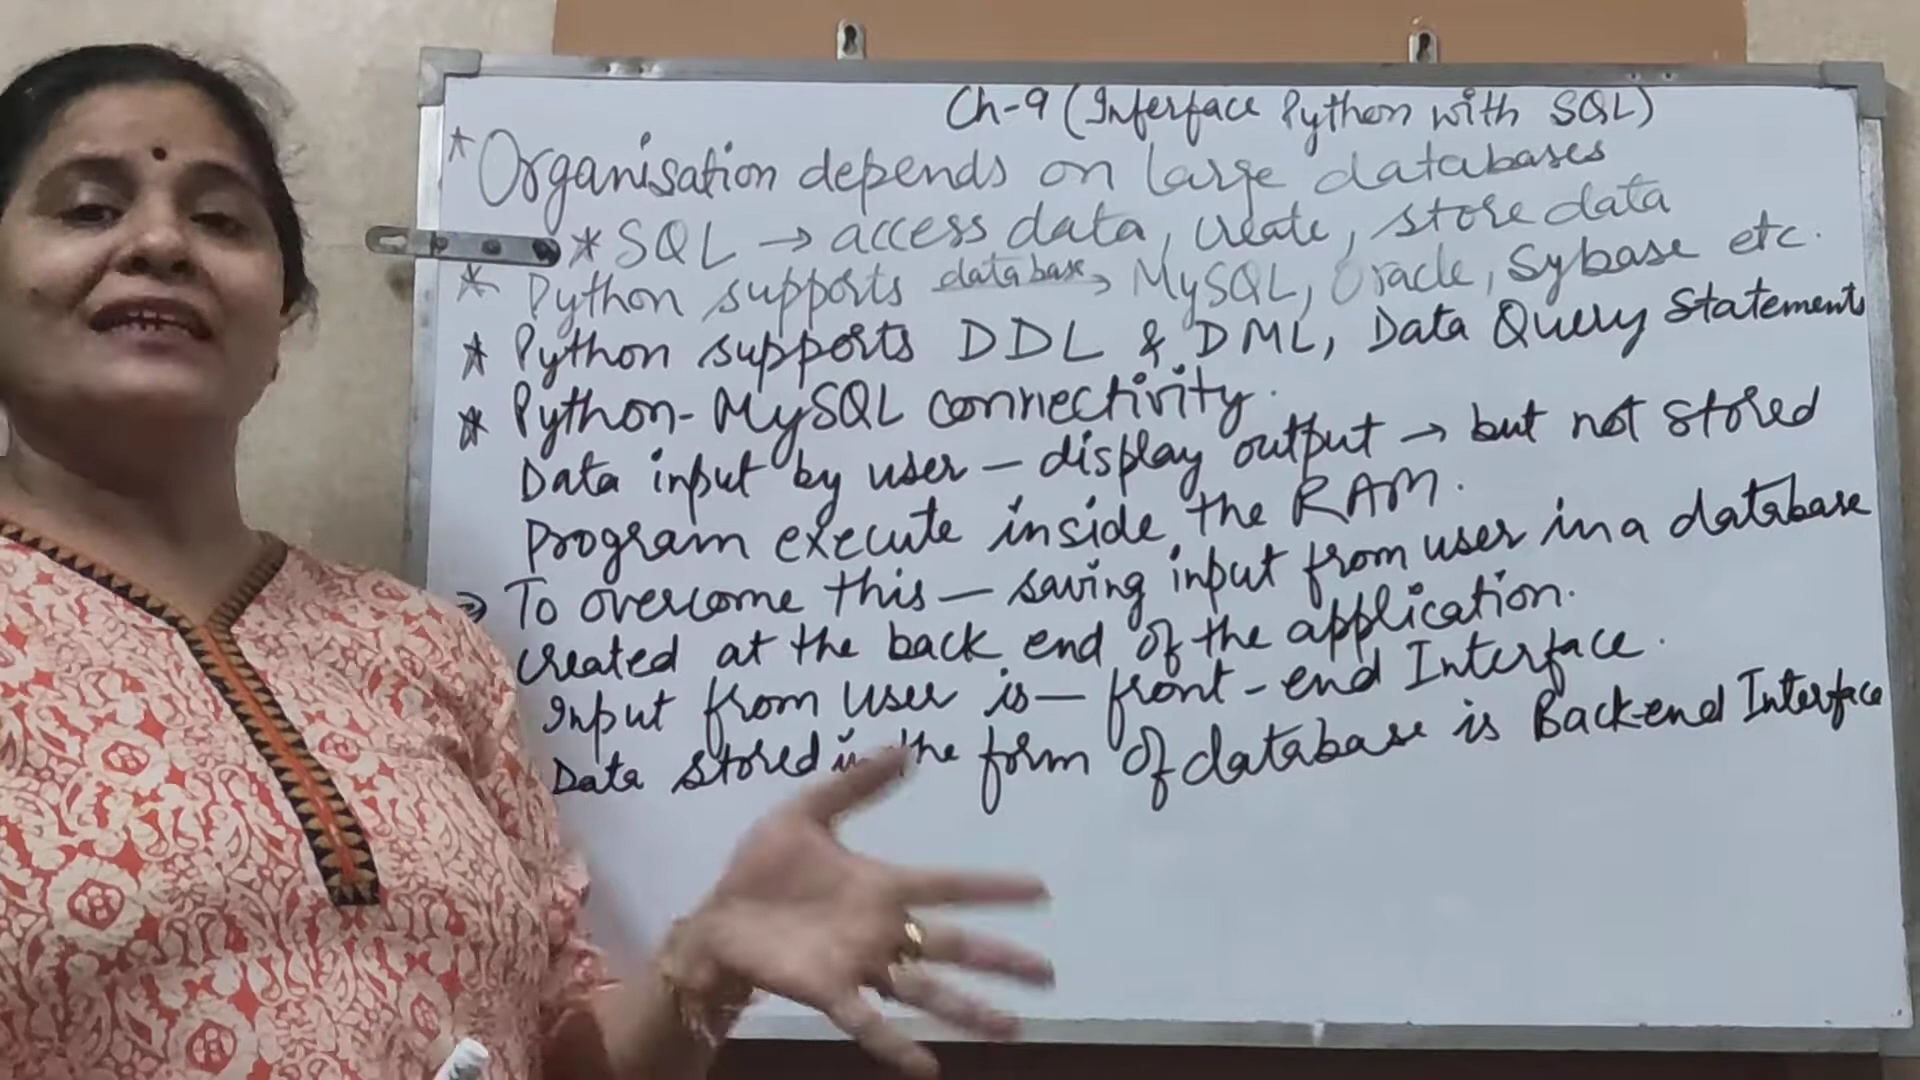 Ch-9 (Interface Python with SQL)
* Organisation depends on large databases
* SQL → access data, create, store data
* Python supports database, MySQL, Oracle, Sybase etc.
* Python supports DDL & DML, Data Query Statements
* Python-MySQL connectivity.
Data input by user — display output → but not stored
Program execute inside the RAM.
⇒ To overcome this — saving input from user in a database
created at the back end of the application.
Input from user is — front-end Interface.
Data stored in the form of database is Back-end Interface